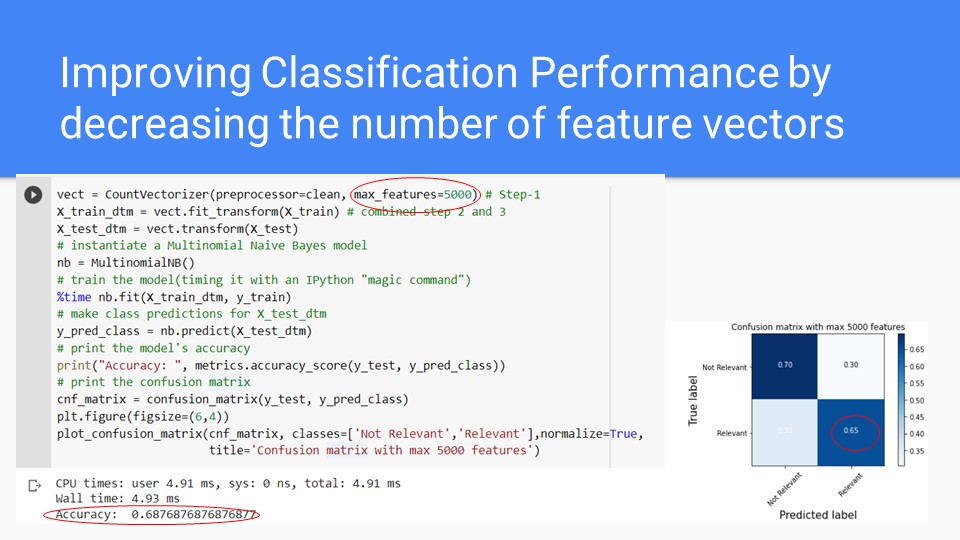 Improving Classification Performance by
decreasing the number of feature vectors
vect = CountVectorizer(preprocessor=clean, max_features=5000) # Step-1
X_train_dtm = vect.fit_transform(X_train) # combined step 2 and 3
X_test_dtm = vect.transform(X_test)
# instantiate a Multinomial Naive Bayes model
nb = MultinomialNB()
# train the model(timing it with an IPython "magic command")
%time nb.fit(X_train_dtm, y_train)
# make class predictions for X_test_dtm
y_pred_class = nb.predict(X_test_dtm)
# print the model's accuracy
print("Accuracy: ", metrics.accuracy_score(y_test, y_pred_class))
# print the confusion matrix
cnf_matrix = confusion_matrix(y_test, y_pred_class)
plt.figure(figsize=(6,4))
plot_confusion_matrix(cnf_matrix, classes=['Not Relevant','Relevant'],normalize=True,
title='Confusion matrix with max 5000 features')
CPU times: user 4.91 ms, sys: 0 ns, total: 4.91 ms
Wall time: 4.93 ms
Accuracy: 0.6876876876876877
Confusion matrix with max 5000 features
True label
Not Relevant
Relevant
0.70
0.30
0.65
0.65
0.60
0.55
0.50
0.45
0.40
0.35
Not Relevant
Relevant
Predicted label